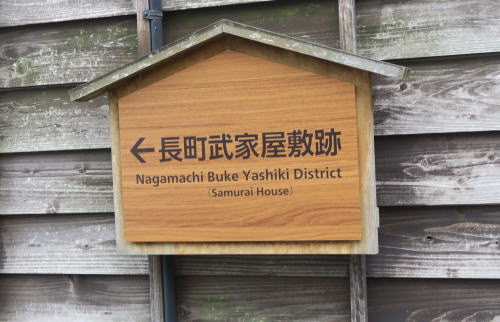 ←長町武家屋敷跡
Nagamachi Buke Yashiki District
（Samurai House）